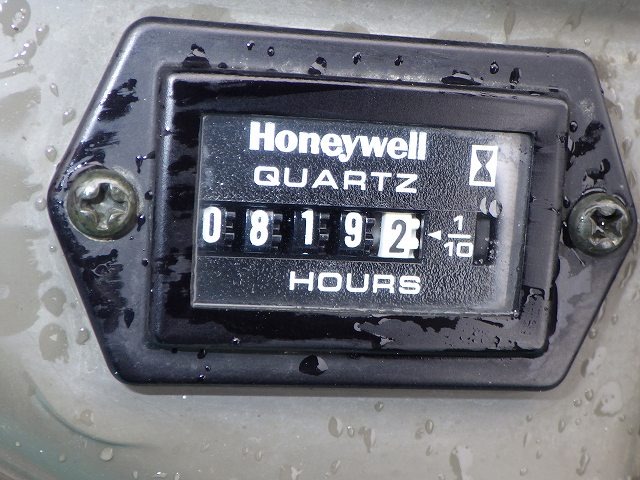 Honeywell
QUARTZ
08192 ◄ 1/10
HOURS